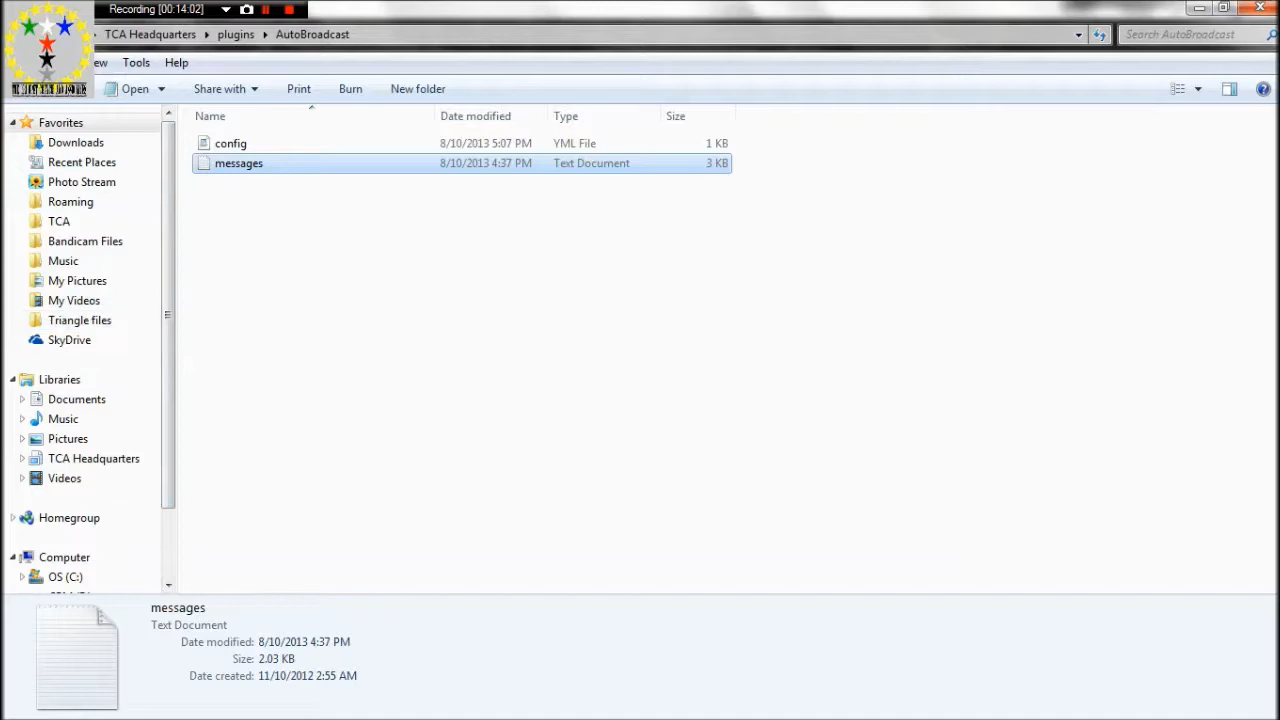 Recording [00:14:02]
TCA Headquarters plugins AutoBroadcast Search AutoBroadcast
ew Tools Help
Open Share with Print Burn New folder
Name Date modified Type Size
config 8/10/2013 5:07 PM YML File 1 KB
messages 8/10/2013 4:37 PM Text Document 3 KB
Favorites
Downloads
Recent Places
Photo Stream
Roaming
TCA
Bandicam Files
Music
My Pictures
My Videos
Triangle files
SkyDrive
Libraries
Documents
Music
Pictures
TCA Headquarters
Videos
Homegroup
Computer
OS (C:)
messages
Text Document
Date modified: 8/10/2013 4:37 PM
Size: 2.03 KB
Date created: 11/10/2012 2:55 AM